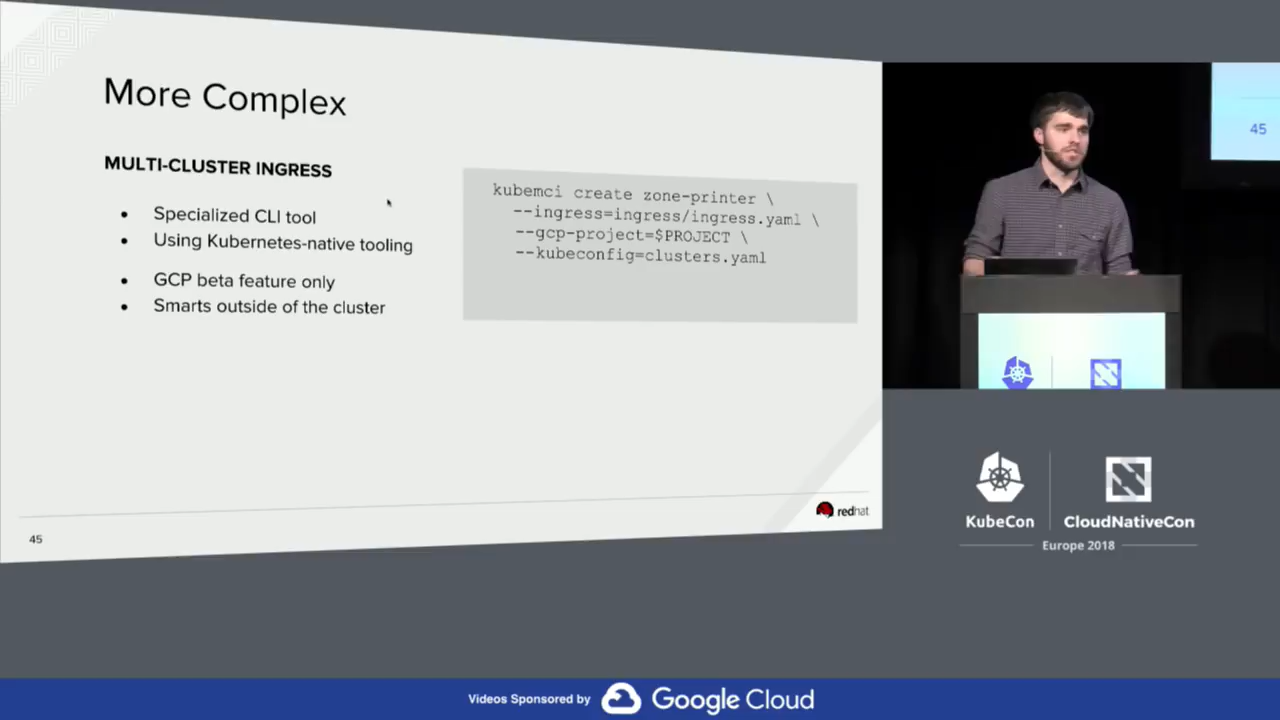 More Complex
MULTI-CLUSTER INGRESS
• Specialized CLI tool
• Using Kubernetes-native tooling
• GCP beta feature only
• Smarts outside of the cluster
kubemci create zone-printer \
--ingress=ingress/ingress.yaml \
--gcp-project=$PROJECT \
--kubeconfig=clusters.yaml
redhat
45
45
KubeCon
CloudNativeCon
Europe 2018
Videos Sponsored by Google Cloud